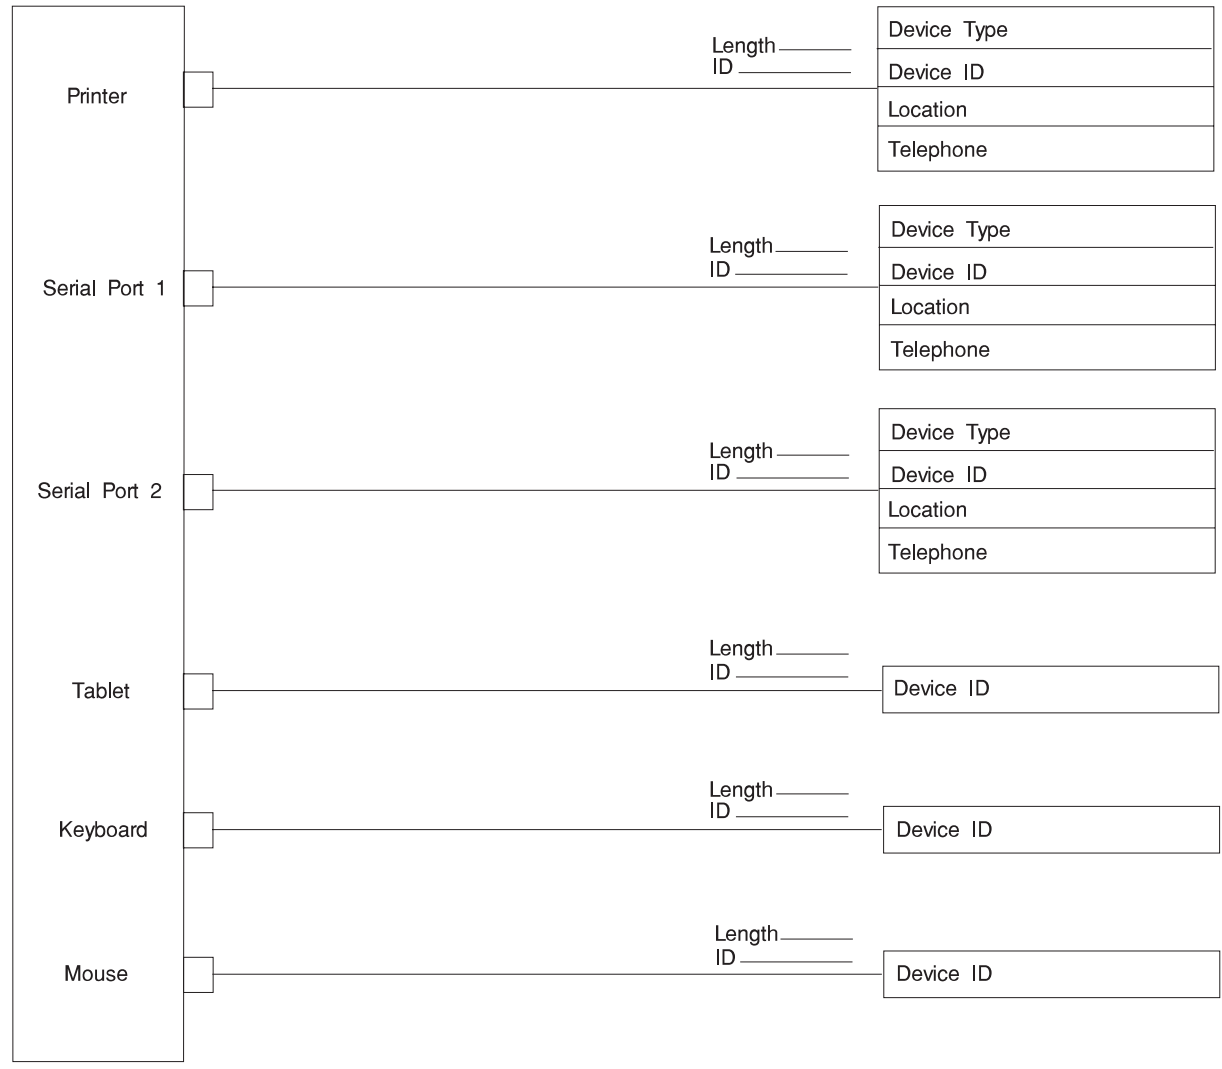 Printer
Length
ID
Device Type
Device ID
Location
Telephone
Serial Port 1
Length
ID
Device Type
Device ID
Location
Telephone
Serial Port 2
Length
ID
Device Type
Device ID
Location
Telephone
Tablet
Length
ID
Device ID
Keyboard
Length
ID
Device ID
Mouse
Length
ID
Device ID